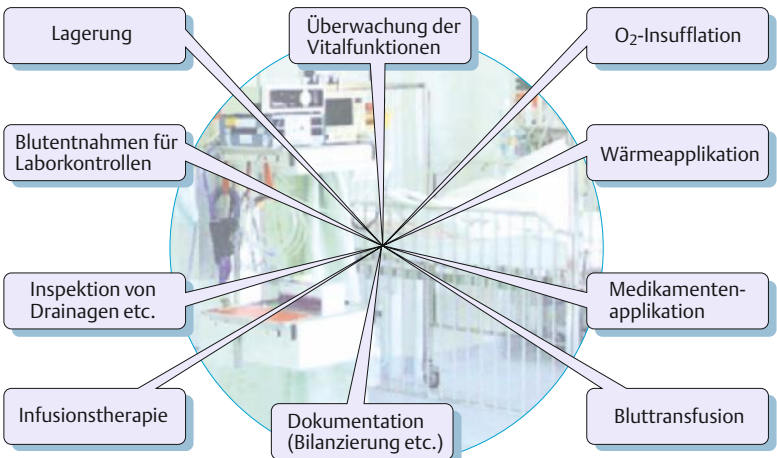 Lagerung
Überwachung der
Vitalfunktionen
O₂-Insufflation
Blutentnahmen für
Laborkontrollen
Wärmeapplikation
Inspektion von
Drainagen etc.
Medikamenten-
applikation
Infusionstherapie
Dokumentation
(Bilanzierung etc.)
Bluttransfusion